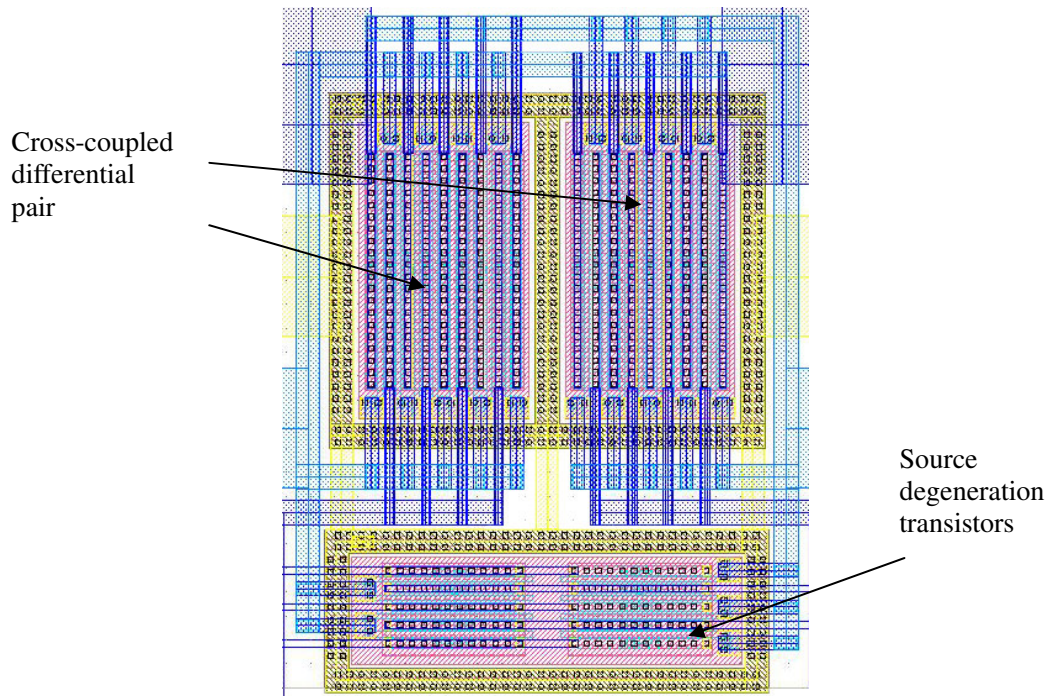 Cross-coupled
differential
pair
Source
degeneration
transistors